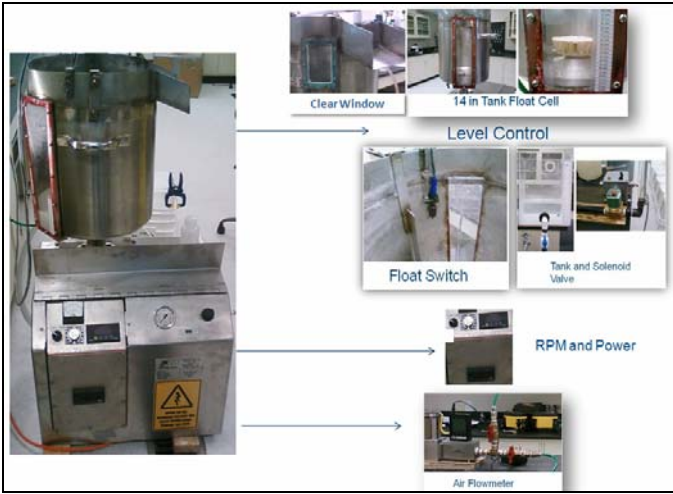 Clear Window
14 in Tank Float Cell
Level Control
Float Switch
Tank and Solenoid
Valve
RPM and Power
Air Flowmeter